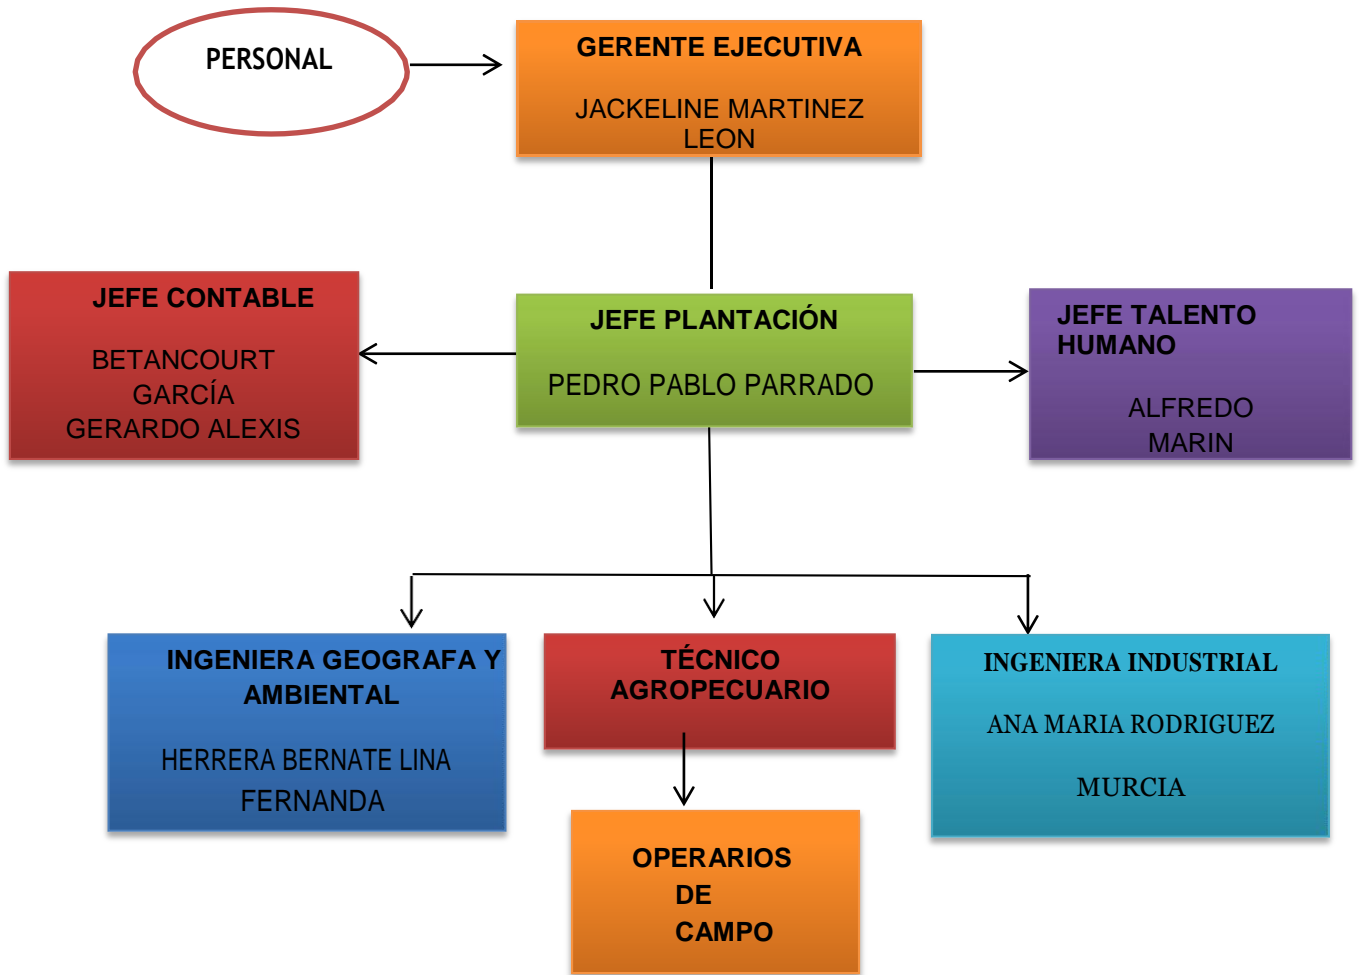 PERSONAL
GERENTE EJECUTIVA
JACKELINE MARTINEZ
LEON
JEFE CONTABLE
BETANCOURT
GARCÍA
GERARDO ALEXIS
JEFE PLANTACIÓN
PEDRO PABLO PARRADO
JEFE TALENTO
HUMANO
ALFREDO
MARIN
INGENIERA GEOGRAFA Y
AMBIENTAL
HERRERA BERNATE LINA
FERNANDA
TÉCNICO
AGROPECUARIO
INGENIERA INDUSTRIAL
ANA MARIA RODRIGUEZ
MURCIA
OPERARIOS
DE
CAMPO